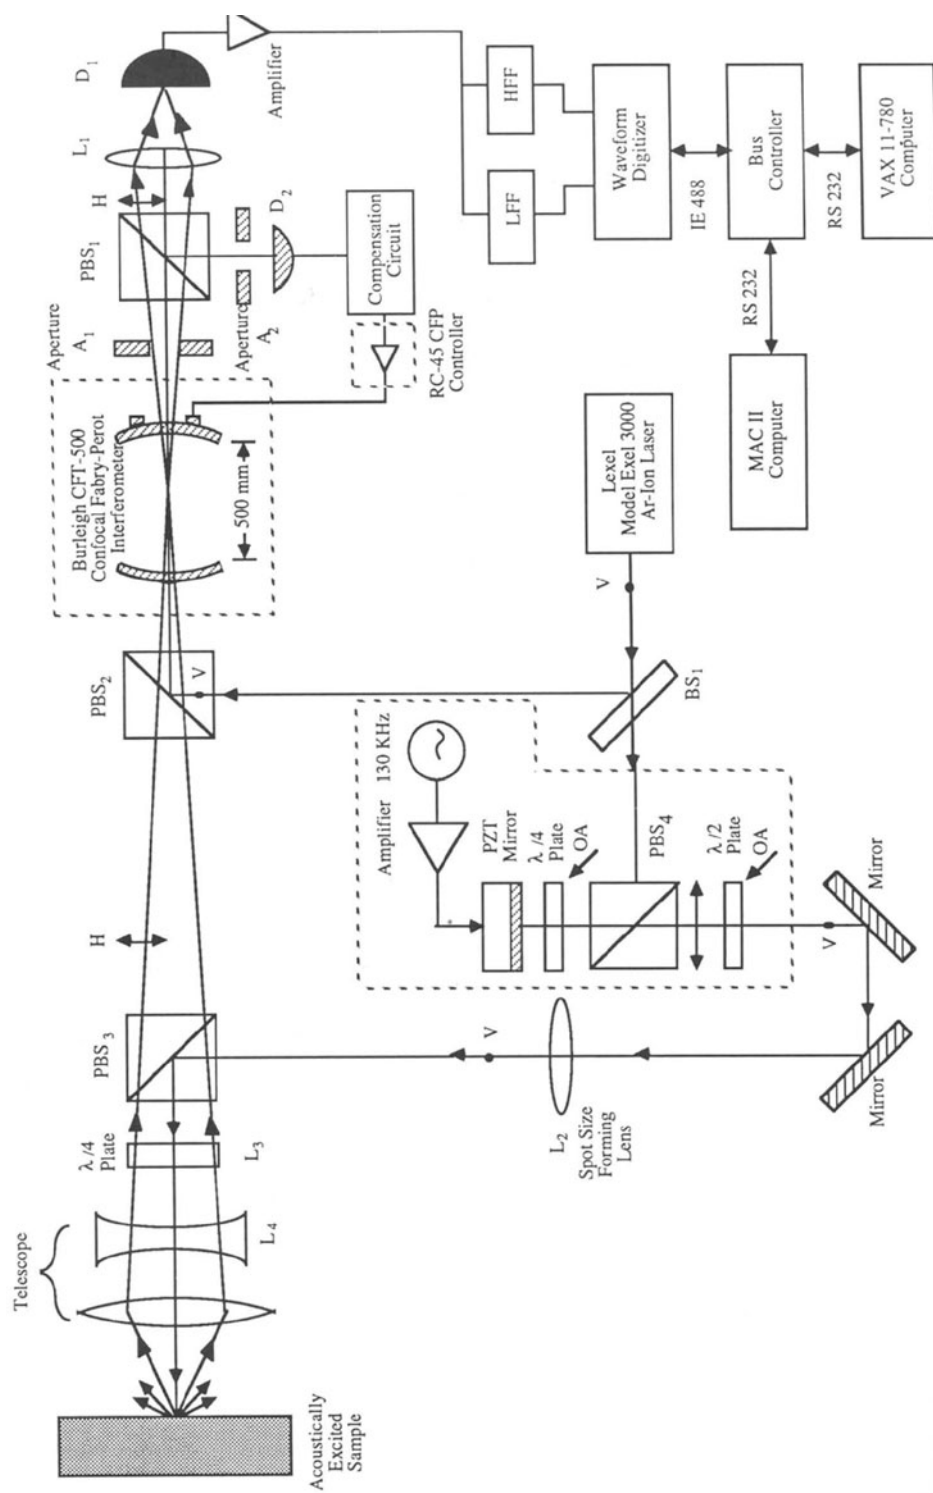 Acoustically
Excited
Sample
Telescope
L4
λ /4
Plate
L3
PBS 3
H
PBS2
V
Burleigh CFT-500
Confocal Fabry-Perot
Interferometer
500 mm
Aperture
A1
Aperture
A2
PBS1
H
L1
D1
D2
Amplifier
Compensation
Circuit
RC-45 CFP
Controller
L2
Spot Size
Forming
Lens
V
Mirror
Mirror
V
Amplifier
130 KHz
PZT
Mirror
λ /4
Plate
OA
PBS4
λ/2
Plate
OA
BS1
V
Lexel
Model Exel 3000
Ar-Ion Laser
LFF
HFF
Waveform
Digitizer
IE 488
Bus
Controller
RS 232
RS 232
MAC II
Computer
VAX 11-780
Computer